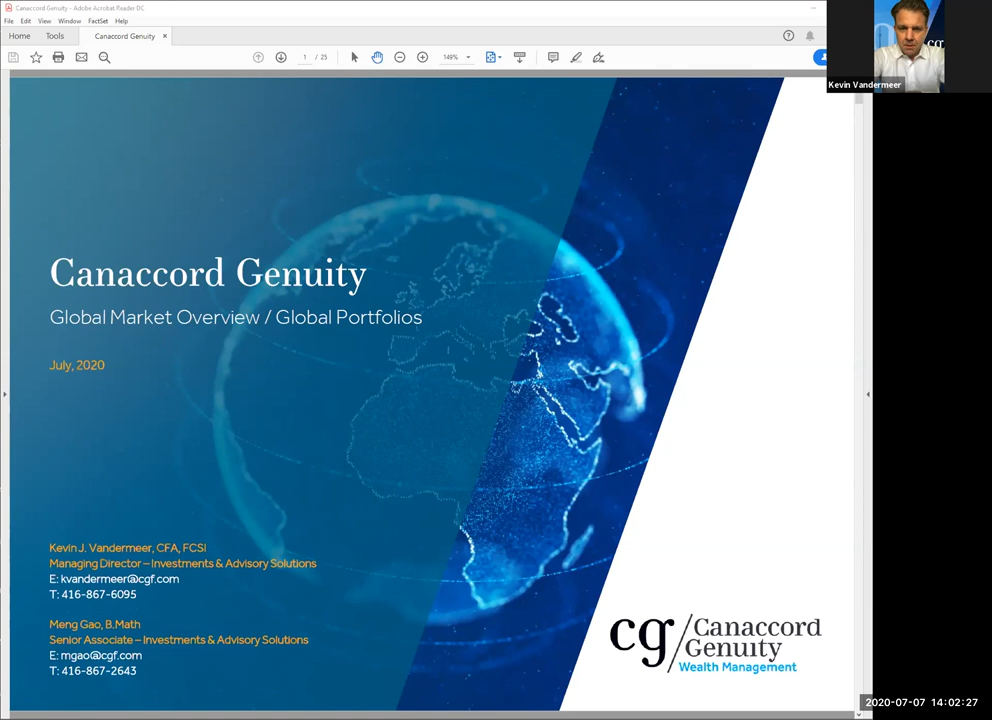 Canaccord Genuity - Adobe Acrobat Reader DC
File Edit View Window FactSet Help
Home Tools Canaccord Genuity ×
1 / 25 149%
Kevin Vandermeer
Canaccord Genuity
Global Market Overview / Global Portfolios
July, 2020
Kevin J. Vandermeer, CFA, FCSI
Managing Director – Investments & Advisory Solutions
E: kvandermeer@cgf.com
T: 416-867-6095
Meng Gao, B.Math
Senior Associate – Investments & Advisory Solutions
E: mgao@cgf.com
T: 416-867-2643
cg/Canaccord
Genuity
Wealth Management
2020-07-07 14:02:27